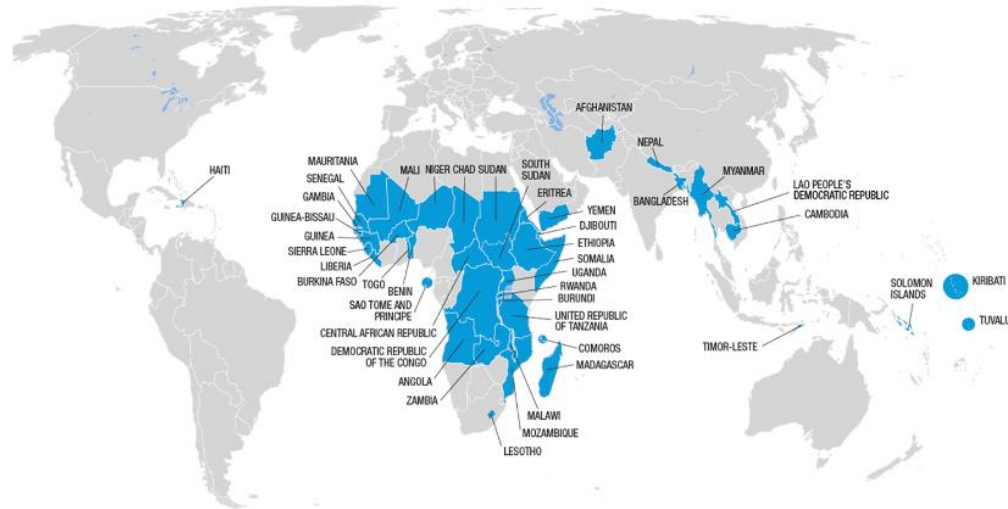 HAITI
MAURITANIA
SENEGAL
GAMBIA
GUINEA-BISSAU
GUINEA
SIERRA LEONE
LIBERIA
BURKINA FASO
TOGO
BENIN
SAO TOME AND
PRINCIPE
CENTRAL AFRICAN REPUBLIC
DEMOCRATIC REPUBLIC
OF THE CONGO
ANGOLA
ZAMBIA
MALI
NIGER
CHAD
SUDAN
SOUTH
SUDAN
ERITREA
YEMEN
DJIBOUTI
ETHIOPIA
SOMALIA
UGANDA
RWANDA
BURUNDI
UNITED REPUBLIC
OF TANZANIA
COMOROS
MADAGASCAR
MALAWI
MOZAMBIQUE
LESOTHO
AFGHANISTAN
NEPAL
BANGLADESH
MYANMAR
LAO PEOPLE'S
DEMOCRATIC REPUBLIC
CAMBODIA
TIMOR-LESTE
SOLOMON
ISLANDS
KIRIBATI
TUVALU